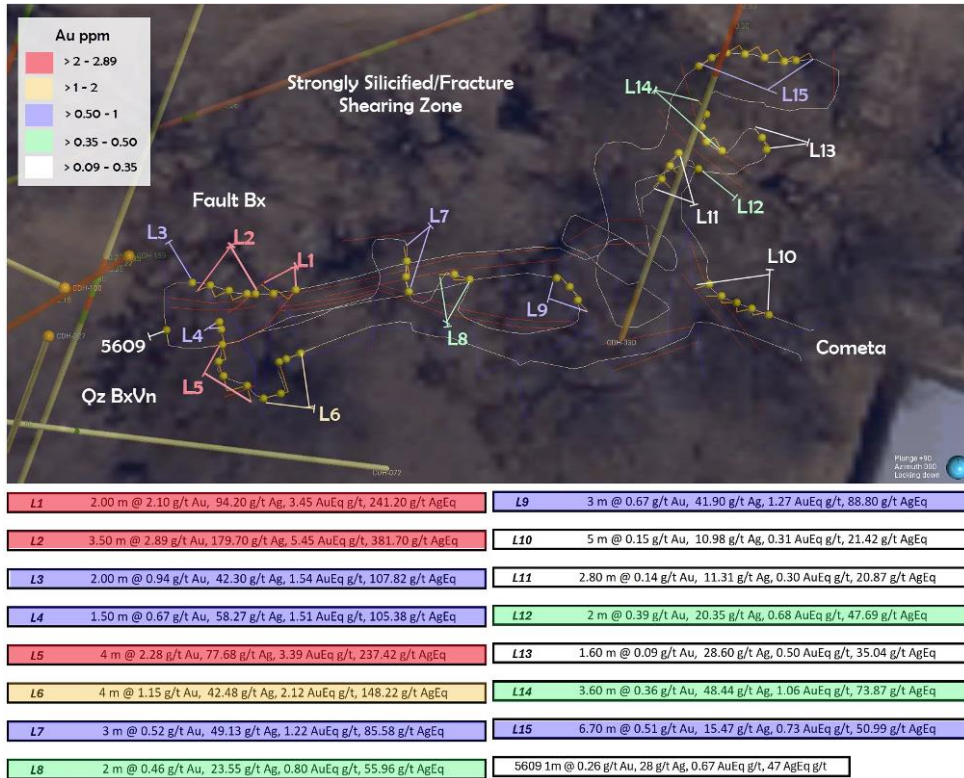 Au ppm
> 2 - 2.89
> 1 - 2
> 0.50 - 1
> 0.35 - 0.50
> 0.09 - 0.35
Strongly Silicified/Fracture
Shearing Zone
Fault Bx
L14
L15
L13
L12
L11
L3
L2
L1
L7
L10
L9
L8
L4
5609
L5
L6
Cometa
Qz BxVn
CDH-072
Plunge +90
Azimuth 000
Looking down
L1 2.00 m @ 2.10 g/t Au, 94.20 g/t Ag, 3.45 AuEq g/t, 241.20 g/t AgEq
L2 3.50 m @ 2.89 g/t Au, 179.70 g/t Ag, 5.45 AuEq g/t, 381.70 g/t AgEq
L3 2.00 m @ 0.94 g/t Au, 42.30 g/t Ag, 1.54 AuEq g/t, 107.82 g/t AgEq
L4 1.50 m @ 0.67 g/t Au, 58.27 g/t Ag, 1.51 AuEq g/t, 105.38 g/t AgEq
L5 4 m @ 2.28 g/t Au, 77.68 g/t Ag, 3.39 AuEq g/t, 237.42 g/t AgEq
L6 4 m @ 1.15 g/t Au, 42.48 g/t Ag, 2.12 AuEq g/t, 148.22 g/t AgEq
L7 3 m @ 0.52 g/t Au, 49.13 g/t Ag, 1.22 AuEq g/t, 85.58 g/t AgEq
L8 2 m @ 0.46 g/t Au, 23.55 g/t Ag, 0.80 AuEq g/t, 55.96 g/t AgEq
L9 3 m @ 0.67 g/t Au, 41.90 g/t Ag, 1.27 AuEq g/t, 88.80 g/t AgEq
L10 5 m @ 0.15 g/t Au, 10.98 g/t Ag, 0.31 AuEq g/t, 21.42 g/t AgEq
L11 2.80 m @ 0.14 g/t Au, 11.31 g/t Ag, 0.30 AuEq g/t, 20.87 g/t AgEq
L12 2 m @ 0.39 g/t Au, 20.35 g/t Ag, 0.68 AuEq g/t, 47.69 g/t AgEq
L13 1.60 m @ 0.09 g/t Au, 28.60 g/t Ag, 0.50 AuEq g/t, 35.04 g/t AgEq
L14 3.60 m @ 0.36 g/t Au, 48.44 g/t Ag, 1.06 AuEq g/t, 73.87 g/t AgEq
L15 6.70 m @ 0.51 g/t Au, 15.47 g/t Ag, 0.73 AuEq g/t, 50.99 g/t AgEq
5609 1m @ 0.26 g/t Au, 28 g/t Ag, 0.67 AuEq g/t, 47 AgEq g/t